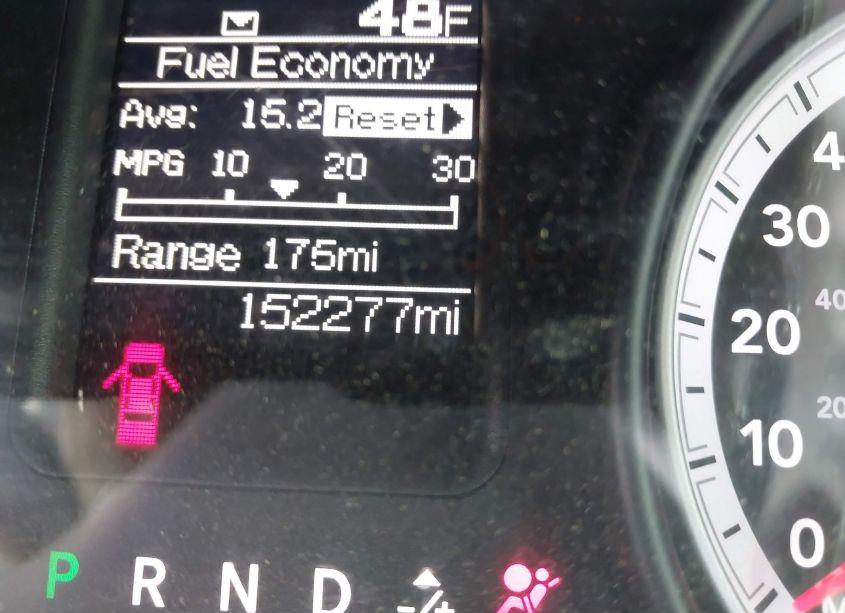 48F
Fuel Economy
Avg: 15.2 Reset
MPG 10 20 30
Range 175mi
152277mi
P R N D -/+
30
40
20
20
10
0